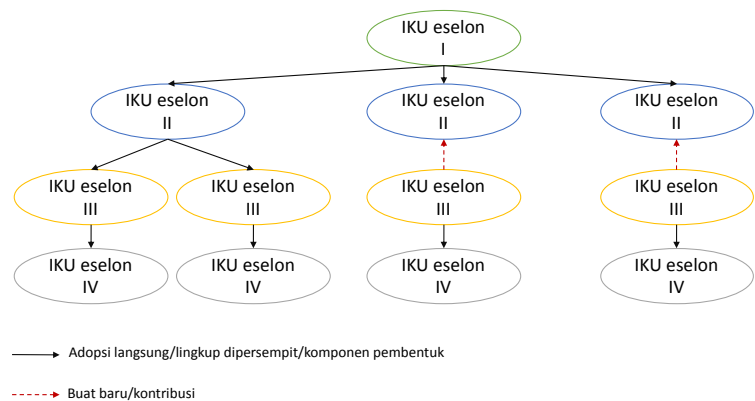 IKU eselon
I
IKU eselon
II
IKU eselon
II
IKU eselon
II
IKU eselon
III
IKU eselon
III
IKU eselon
III
IKU eselon
III
IKU eselon
IV
IKU eselon
IV
IKU eselon
IV
IKU eselon
IV
Adopsi langsung/lingkup dipersempit/komponen pembentuk
Buat baru/kontribusi